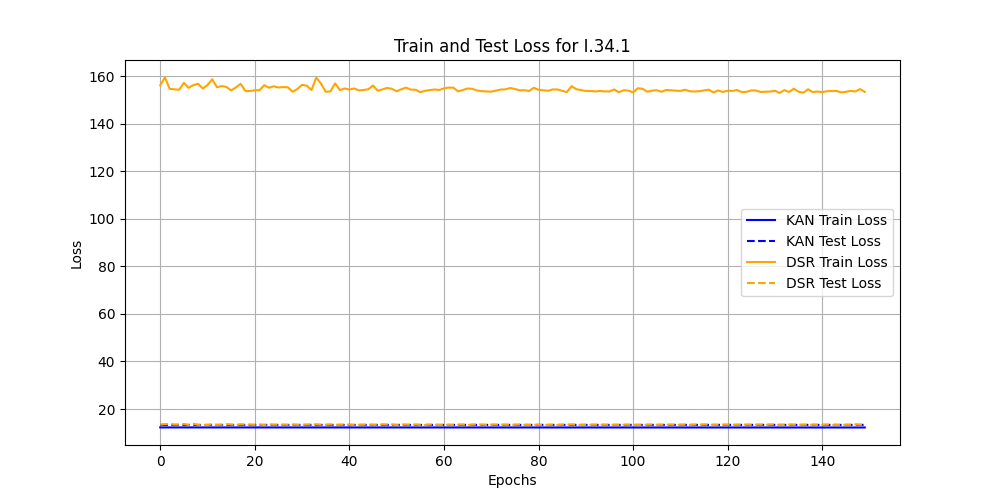 Train and Test Loss for I.34.1
160
140
120
100
80
60
40
20
Loss
KAN Train Loss
KAN Test Loss
DSR Train Loss
DSR Test Loss
0 20 40 60 80 100 120 140
Epochs